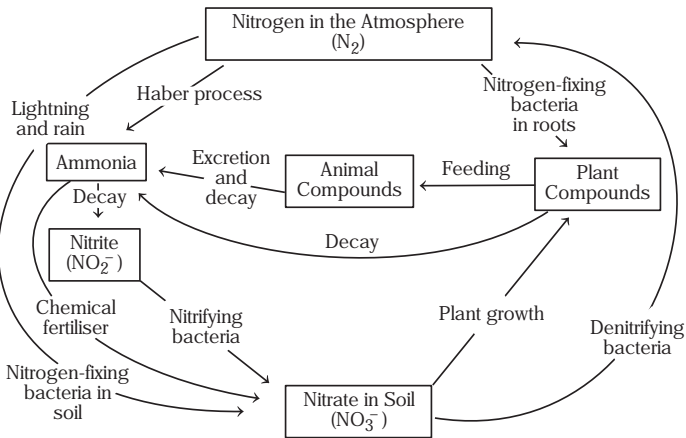 Nitrogen in the Atmosphere
(N₂)
Lightning
and rain
Haber process
Nitrogen-fixing
bacteria
in roots
Ammonia
Excretion
and
decay
Animal
Compounds
Feeding
Plant
Compounds
Decay
Nitrite
(NO₂⁻)
Decay
Chemical
fertiliser
Nitrifying
bacteria
Plant growth
Denitrifying
bacteria
Nitrogen-fixing
bacteria in
soil
Nitrate in Soil
(NO₃⁻)